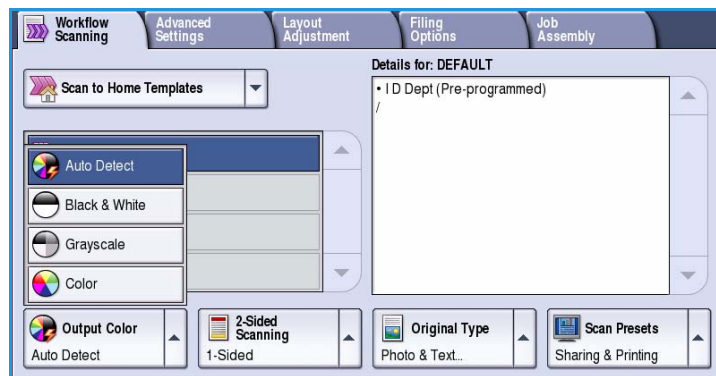 Workflow
Scanning
Advanced
Settings
Layout
Adjustment
Filing
Options
Job
Assembly
Scan to Home Templates
Details for: DEFAULT
• I D Dept (Pre-programmed)
/
Auto Detect
Black & White
Grayscale
Color
Output Color
Auto Detect
2-Sided
Scanning
1-Sided
Original Type
Photo & Text...
Scan Presets
Sharing & Printing